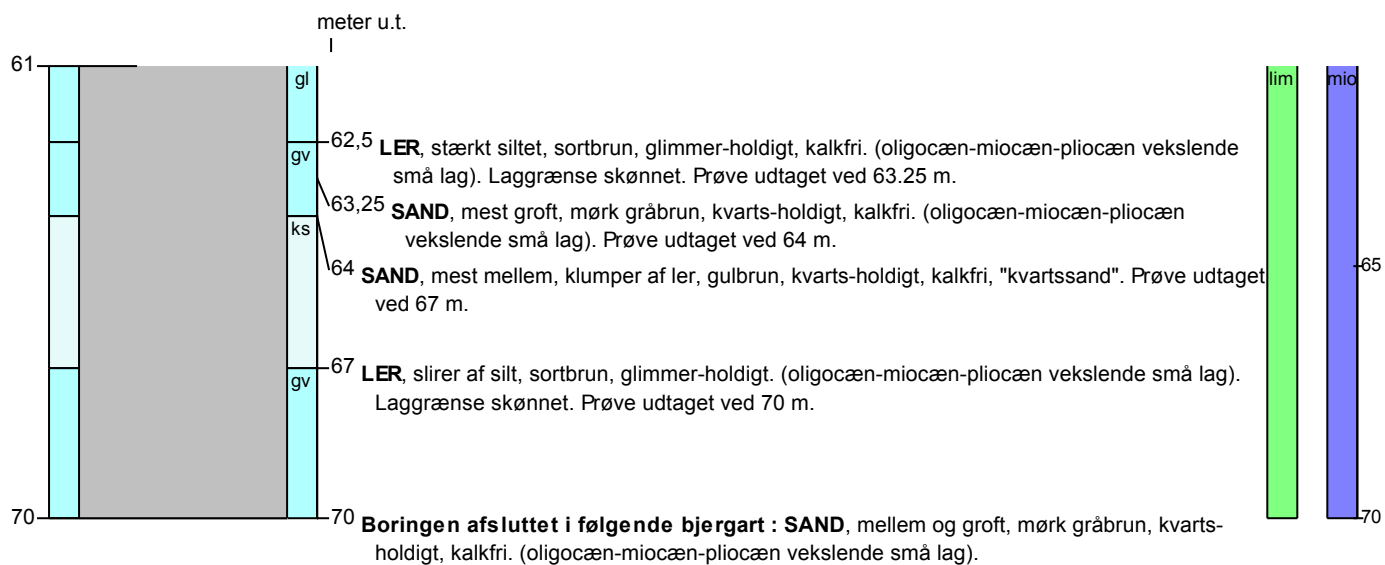 meter u.t.
61
gl
lim
mio
62,5 LER, stærkt siltet, sortbrun, glimmer-holdigt, kalkfri. (oligocæn-miocæn-pliocæn vekslende
gv
små lag). Laggrænse skønnet. Prøve udtaget ved 63.25 m.
63,25 SAND, mest groft, mørk gråbrun, kvarts-holdigt, kalkfri. (oligocæn-miocæn-pliocæn
ks
vekslende små lag). Prøve udtaget ved 64 m.
64 SAND, mest mellem, klumper af ler, gulbrun, kvarts-holdigt, kalkfri, "kvartssand". Prøve udtaget
65
ved 67 m.
67 LER, slirer af silt, sortbrun, glimmer-holdigt. (oligocæn-miocæn-pliocæn vekslende små lag).
gv
Laggrænse skønnet. Prøve udtaget ved 70 m.
70
70 Boringen afsluttet i følgende bjergart : SAND, mellem og groft, mørk gråbrun, kvarts-
70
holdigt, kalkfri. (oligocæn-miocæn-pliocæn vekslende små lag).